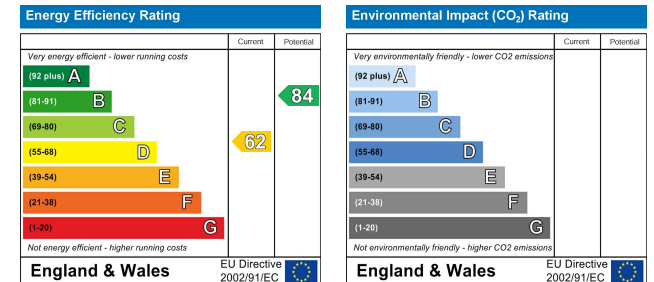 Energy Efficiency Rating
Current Potential
Very energy efficient - lower running costs
(92 plus) A
(81-91) B
84
(69-80) C
(55-68) D
62
(39-54) E
(21-38) F
(1-20) G
Not energy efficient - higher running costs
England & Wales
EU Directive
2002/91/EC
Environmental Impact (CO₂) Rating
Current Potential
Very environmentally friendly - lower CO2 emissions
(92 plus) A
(81-91) B
(69-80) C
(55-68) D
(39-54) E
(21-38) F
(1-20) G
Not environmentally friendly - higher CO2 emissions
England & Wales
EU Directive
2002/91/EC